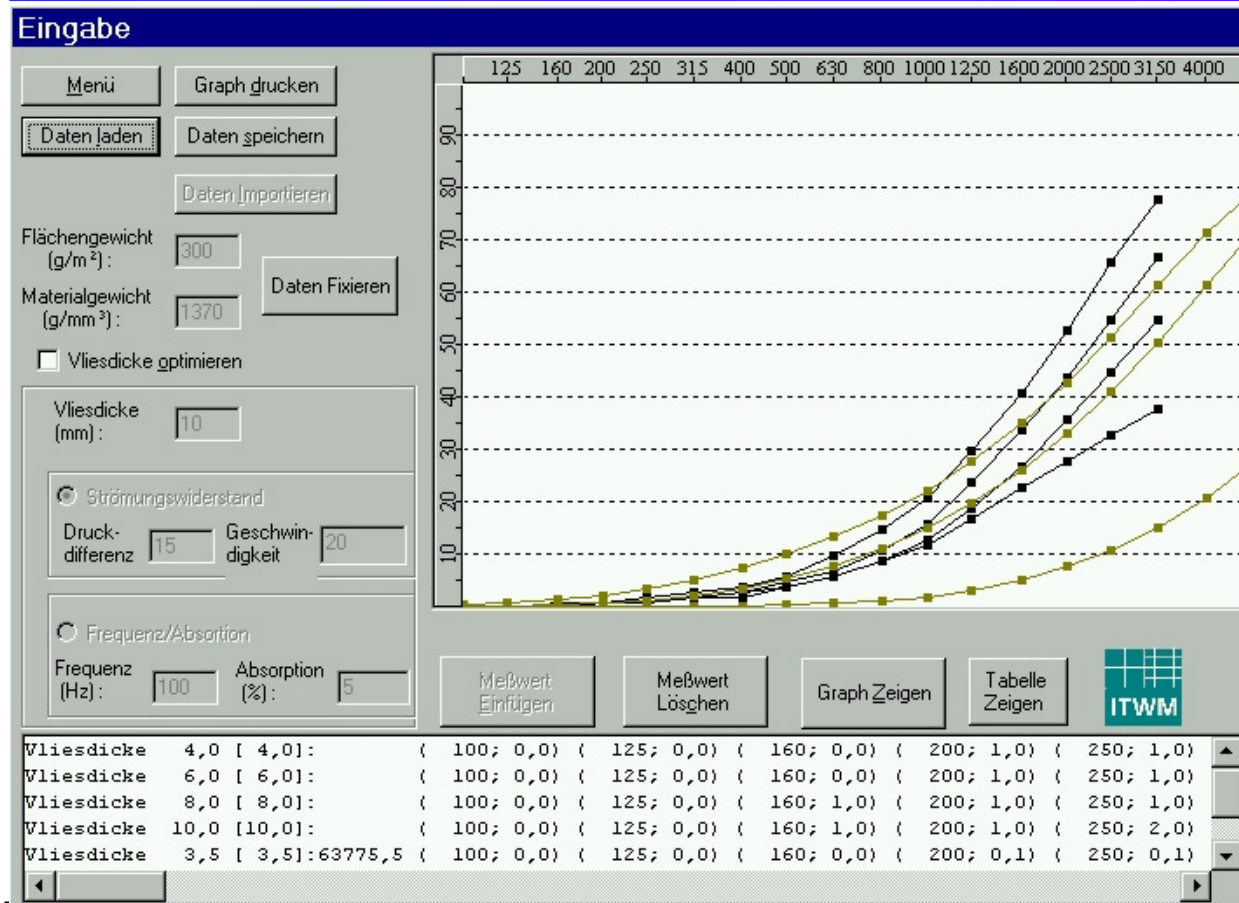 Eingabe
Menü
Graph drucken
Daten laden
Daten speichern
Daten Importieren
Flächengewicht
(g/m²) :
300
Materialgewicht
(g/mm³) :
1370
Daten Fixieren
Vliesdicke optimieren
Vliesdicke
(mm) :
10
Strömungswiderstand
Druck-
differenz
15
Geschwin-
digkeit
20
Frequenz/Absortion
Frequenz
(Hz) :
100
Absorption
(%) :
5
125 160 200 250 315 400 500 630 800 1000 1250 1600 2000 2500 3150 4000
90
80
70
60
50
40
30
20
10
Meßwert
Einfügen
Meßwert
Löschen
Graph Zeigen
Tabelle
Zeigen
ITWM
Vliesdicke 4,0 [ 4,0]: ( 100; 0,0) ( 125; 0,0) ( 160; 0,0) ( 200; 1,0) ( 250; 1,0)
Vliesdicke 6,0 [ 6,0]: ( 100; 0,0) ( 125; 0,0) ( 160; 0,0) ( 200; 1,0) ( 250; 1,0)
Vliesdicke 8,0 [ 8,0]: ( 100; 0,0) ( 125; 0,0) ( 160; 1,0) ( 200; 1,0) ( 250; 1,0)
Vliesdicke 10,0 [10,0]: ( 100; 0,0) ( 125; 0,0) ( 160; 1,0) ( 200; 1,0) ( 250; 2,0)
Vliesdicke 3,5 [ 3,5]:63775,5 ( 100; 0,0) ( 125; 0,0) ( 160; 0,0) ( 200; 0,1) ( 250; 0,1)